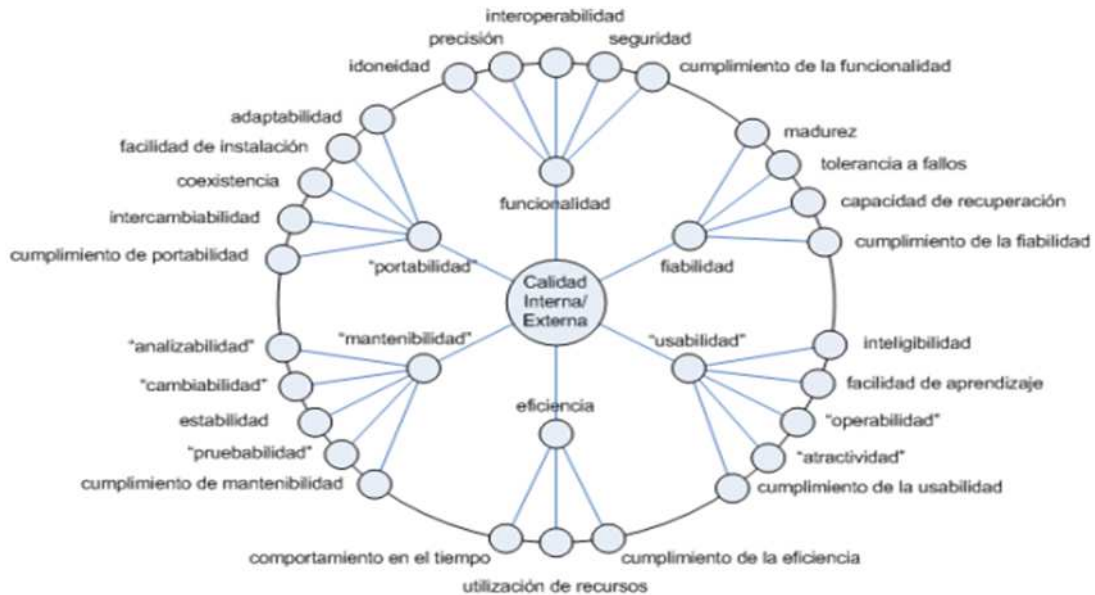 interoperabilidad
precisión
seguridad
idoneidad
cumplimiento de la funcionalidad
adaptabilidad
madurez
facilidad de instalación
tolerancia a fallos
coexistencia
capacidad de recuperación
funcionalidad
intercambiabilidad
cumplimiento de la fiabilidad
cumplimiento de portabilidad
"portabilidad"
fiabilidad
Calidad
Interna/
Externa
"mantenibilidad"
"usabilidad"
"analizabilidad"
inteligibilidad
"cambiabilidad"
facilidad de aprendizaje
eficiencia
estabilidad
"operabilidad"
"pruebabilidad"
"atractividad"
cumplimiento de mantenibilidad
cumplimiento de la usabilidad
comportamiento en el tiempo
cumplimiento de la eficiencia
utilización de recursos